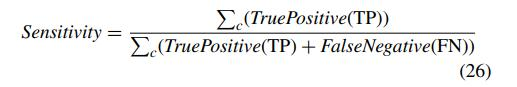 Sensitivity = ∑c(TruePositive(TP)) / ∑c(TruePositive(TP) + FalseNegative(FN))
(26)